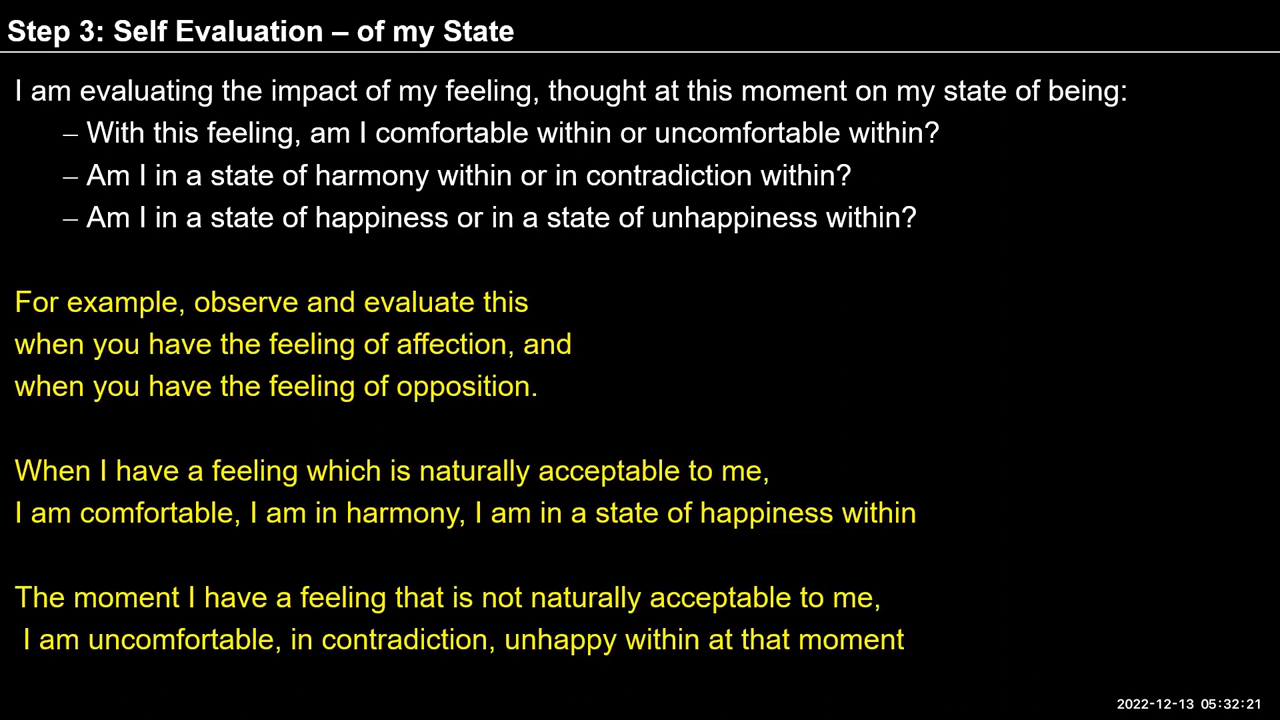 Step 3: Self Evaluation – of my State
I am evaluating the impact of my feeling, thought at this moment on my state of being:
– With this feeling, am I comfortable within or uncomfortable within?
– Am I in a state of harmony within or in contradiction within?
– Am I in a state of happiness or in a state of unhappiness within?
For example, observe and evaluate this
when you have the feeling of affection, and
when you have the feeling of opposition.
When I have a feeling which is naturally acceptable to me,
I am comfortable, I am in harmony, I am in a state of happiness within
The moment I have a feeling that is not naturally acceptable to me,
I am uncomfortable, in contradiction, unhappy within at that moment
2022-12-13 05:32:21